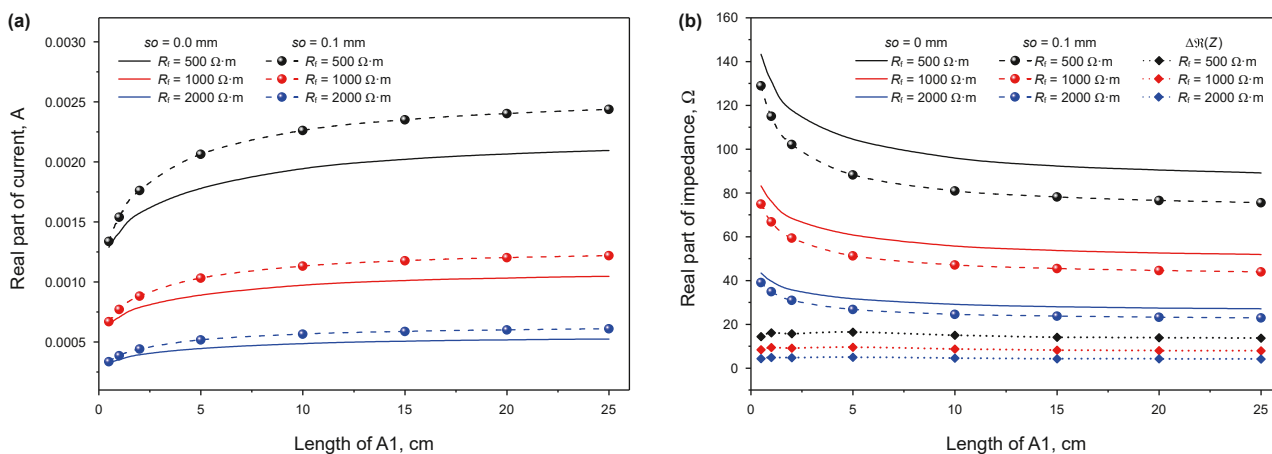 (a)
so = 0.0 mm
so = 0.1 mm
Rf = 500 Ω·m
Rf = 500 Ω·m
Rf = 1000 Ω·m
Rf = 1000 Ω·m
Rf = 2000 Ω·m
Rf = 2000 Ω·m
Real part of current, A
0.0030
0.0025
0.0020
0.0015
0.0010
0.0005
0 5 10 15 20 25
Length of A1, cm
(b)
so = 0 mm
so = 0.1 mm
Δℜ(Z)
Rf = 500 Ω·m
Rf = 500 Ω·m
Rf = 500 Ω·m
Rf = 1000 Ω·m
Rf = 1000 Ω·m
Rf = 1000 Ω·m
Rf = 2000 Ω·m
Rf = 2000 Ω·m
Rf = 2000 Ω·m
Real part of impedance, Ω
160
140
120
100
80
60
40
20
0
0 5 10 15 20 25
Length of A1, cm